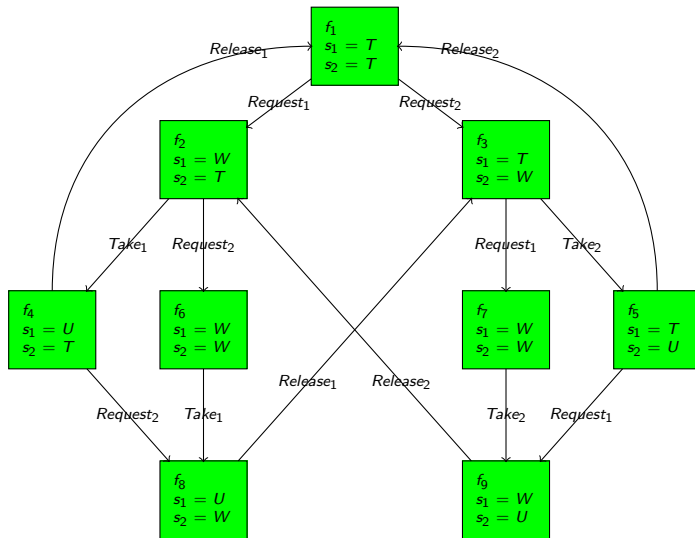 f₁
s₁ = T
s₂ = T
Release₁
Release₂
Request₁
Request₂
f₂
s₁ = W
s₂ = T
f₃
s₁ = T
s₂ = W
Take₁
Request₂
Request₁
Take₂
f₄
s₁ = U
s₂ = T
f₆
s₁ = W
s₂ = W
f₇
s₁ = W
s₂ = W
f₅
s₁ = T
s₂ = U
Release₁
Release₂
Request₂
Take₁
Take₂
Request₁
f₈
s₁ = U
s₂ = W
f₉
s₁ = W
s₂ = U